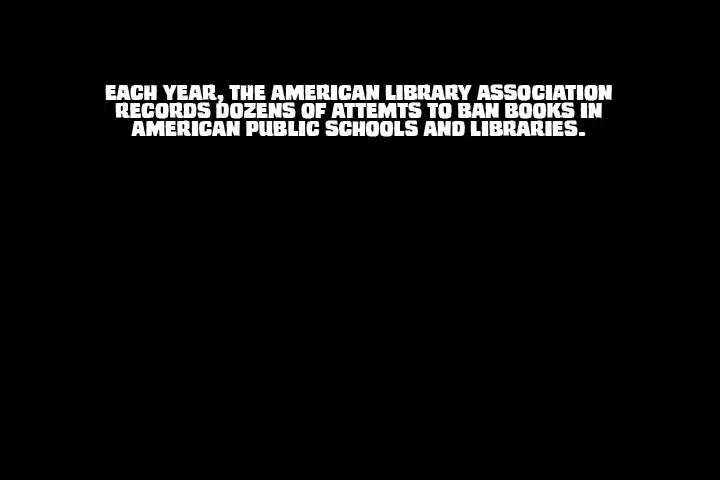 EACH YEAR, THE AMERICAN LIBRARY ASSOCIATION
RECORDS DOZENS OF ATTEMTS TO BAN BOOKS IN
AMERICAN PUBLIC SCHOOLS AND LIBRARIES.